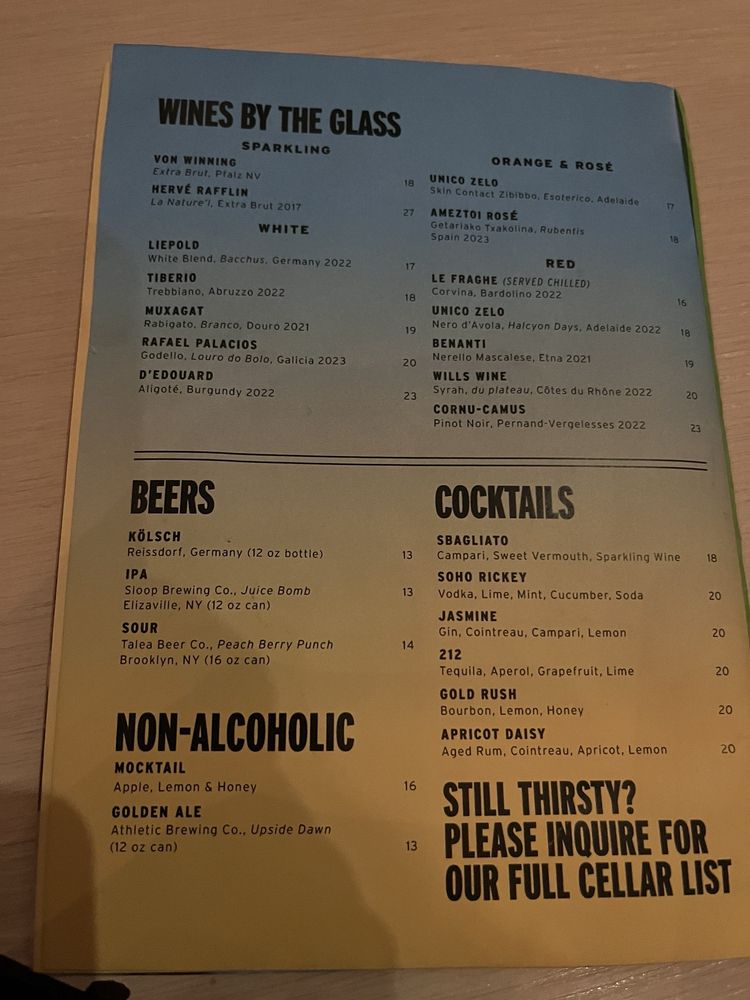 WINES BY THE GLASS
SPARKLING
VON WINNING
Extra Brut, Pfalz NV 18
HERVÉ RAFFLIN
La Nature'l, Extra Brut 2017 27
WHITE
LIEPOLD
White Blend, Bacchus, Germany 2022 17
TIBERIO
Trebbiano, Abruzzo 2022 18
MUXAGAT
Rabigato, Branco, Douro 2021 19
RAFAEL PALACIOS
Godello, Louro do Bolo, Galicia 2023 20
D'EDOUARD
Aligoté, Burgundy 2022 23
ORANGE & ROSÉ
UNICO ZELO
Skin Contact Zibibbo, Esoterico, Adelaide 17
AMEZTOI ROSÉ
Getariako Txakolina, Rubentis
Spain 2023 18
RED
LE FRAGHE (SERVED CHILLED)
Corvina, Bardolino 2022 16
UNICO ZELO
Nero d'Avola, Halcyon Days, Adelaide 2022 18
BENANTI
Nerello Mascalese, Etna 2021 19
WILLS WINE
Syrah, du plateau, Côtes du Rhône 2022 20
CORNU-CAMUS
Pinot Noir, Pernand-Vergelesses 2022 23
BEERS
KÖLSCH
Reissdorf, Germany (12 oz bottle) 13
IPA
Sloop Brewing Co., Juice Bomb 13
Elizaville, NY (12 oz can)
SOUR
Talea Beer Co., Peach Berry Punch 14
Brooklyn, NY (16 oz can)
NON-ALCOHOLIC
MOCKTAIL
Apple, Lemon & Honey 16
GOLDEN ALE
Athletic Brewing Co., Upside Dawn
(12 oz can) 13
COCKTAILS
SBAGLIATO
Campari, Sweet Vermouth, Sparkling Wine 18
SOHO RICKEY
Vodka, Lime, Mint, Cucumber, Soda 20
JASMINE
Gin, Cointreau, Campari, Lemon 20
212
Tequila, Aperol, Grapefruit, Lime 20
GOLD RUSH
Bourbon, Lemon, Honey 20
APRICOT DAISY
Aged Rum, Cointreau, Apricot, Lemon 20
STILL THIRSTY?
PLEASE INQUIRE FOR
OUR FULL CELLAR LIST